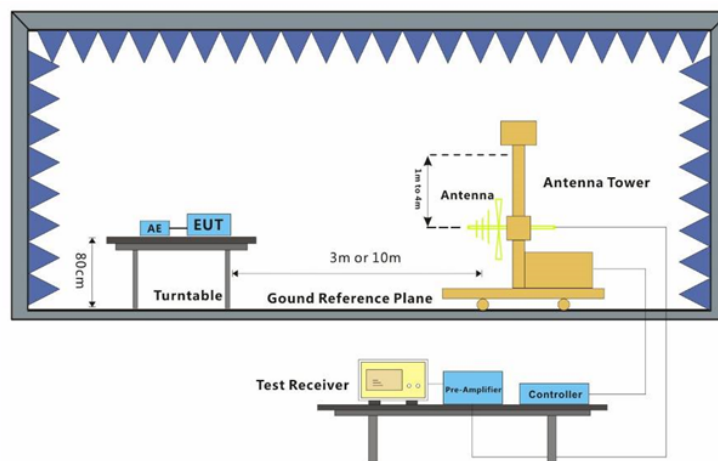 1m to 4m
Antenna
Antenna Tower
AE
EUT
80cm
3m or 10m
Turntable
Gound Reference Plane
Test Receiver
Pre-Amplifier
Controller